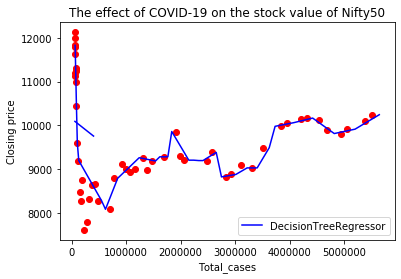 The effect of COVID-19 on the stock value of Nifty50
Closing price
12000
11000
10000
9000
8000
DecisionTreeRegressor
0 1000000 2000000 3000000 4000000 5000000
Total_cases